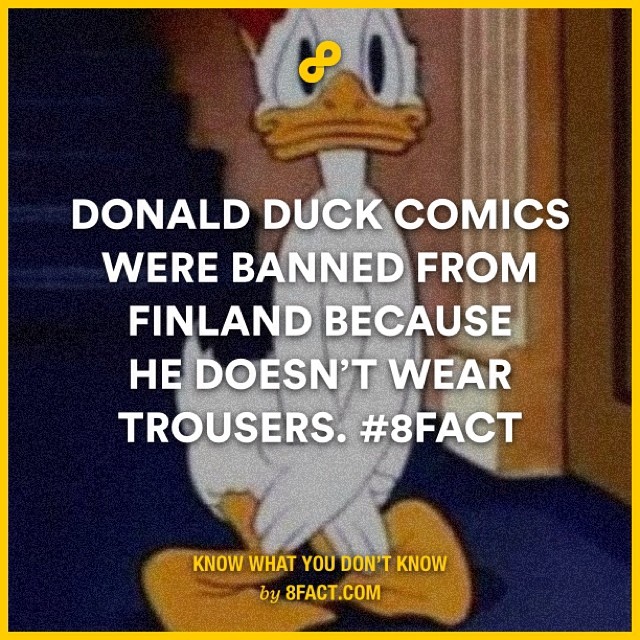 DONALD DUCK COMICS
WERE BANNED FROM
FINLAND BECAUSE
HE DOESN'T WEAR
TROUSERS. #8FACT
KNOW WHAT YOU DON'T KNOW
by 8FACT.COM